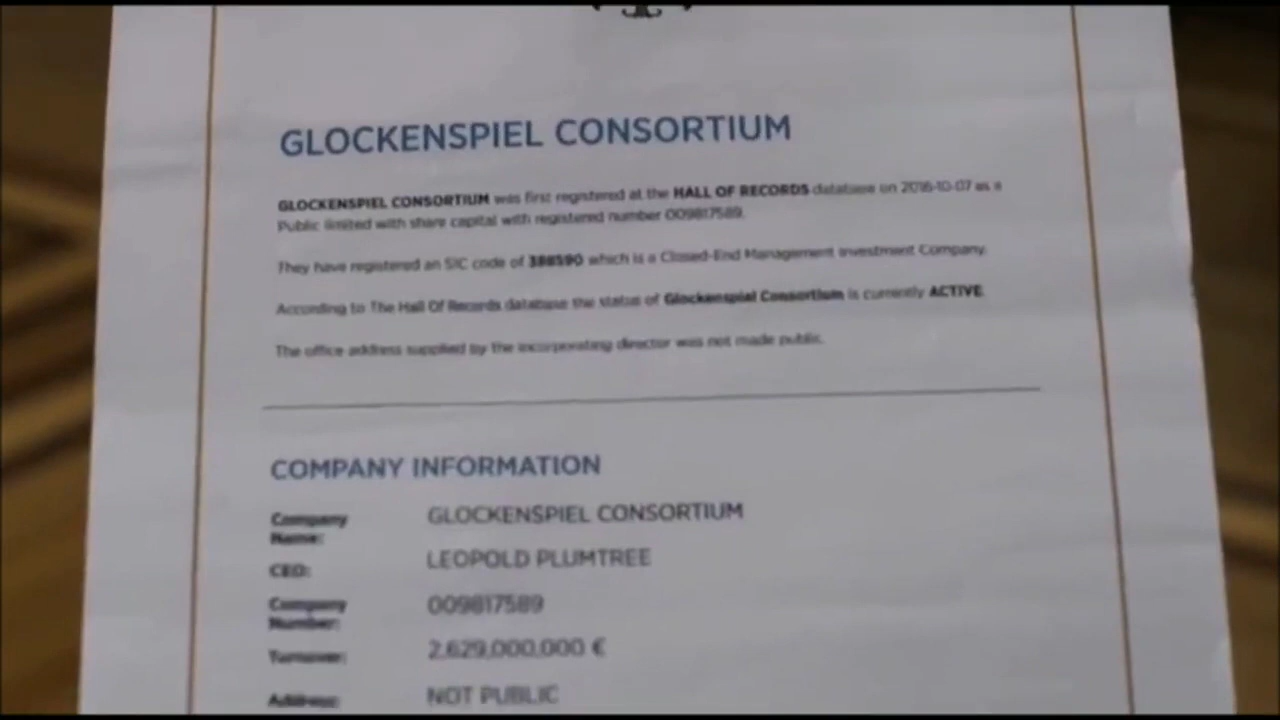 GLOCKENSPIEL CONSORTIUM
GLOCKENSPIEL CONSORTIUM was first registered at the HALL OF RECORDS database on 2016-10-07 as a
Public limited with share capital with registered number 009817589.
They have registered an SIC code of 388590 which is a Closed-End Management Investment Company.
According to The Hall Of Records database the status of Glockenspial Consortium is currently ACTIVE.
The office address supplied by the incorporating director was not made public.
COMPANY INFORMATION
Company Name: GLOCKENSPIEL CONSORTIUM
CEO: LEOPOLD PLUMTREE
Company Number: 009817589
Turnover: 2,629,000,000 €
Address: NOT PUBLIC